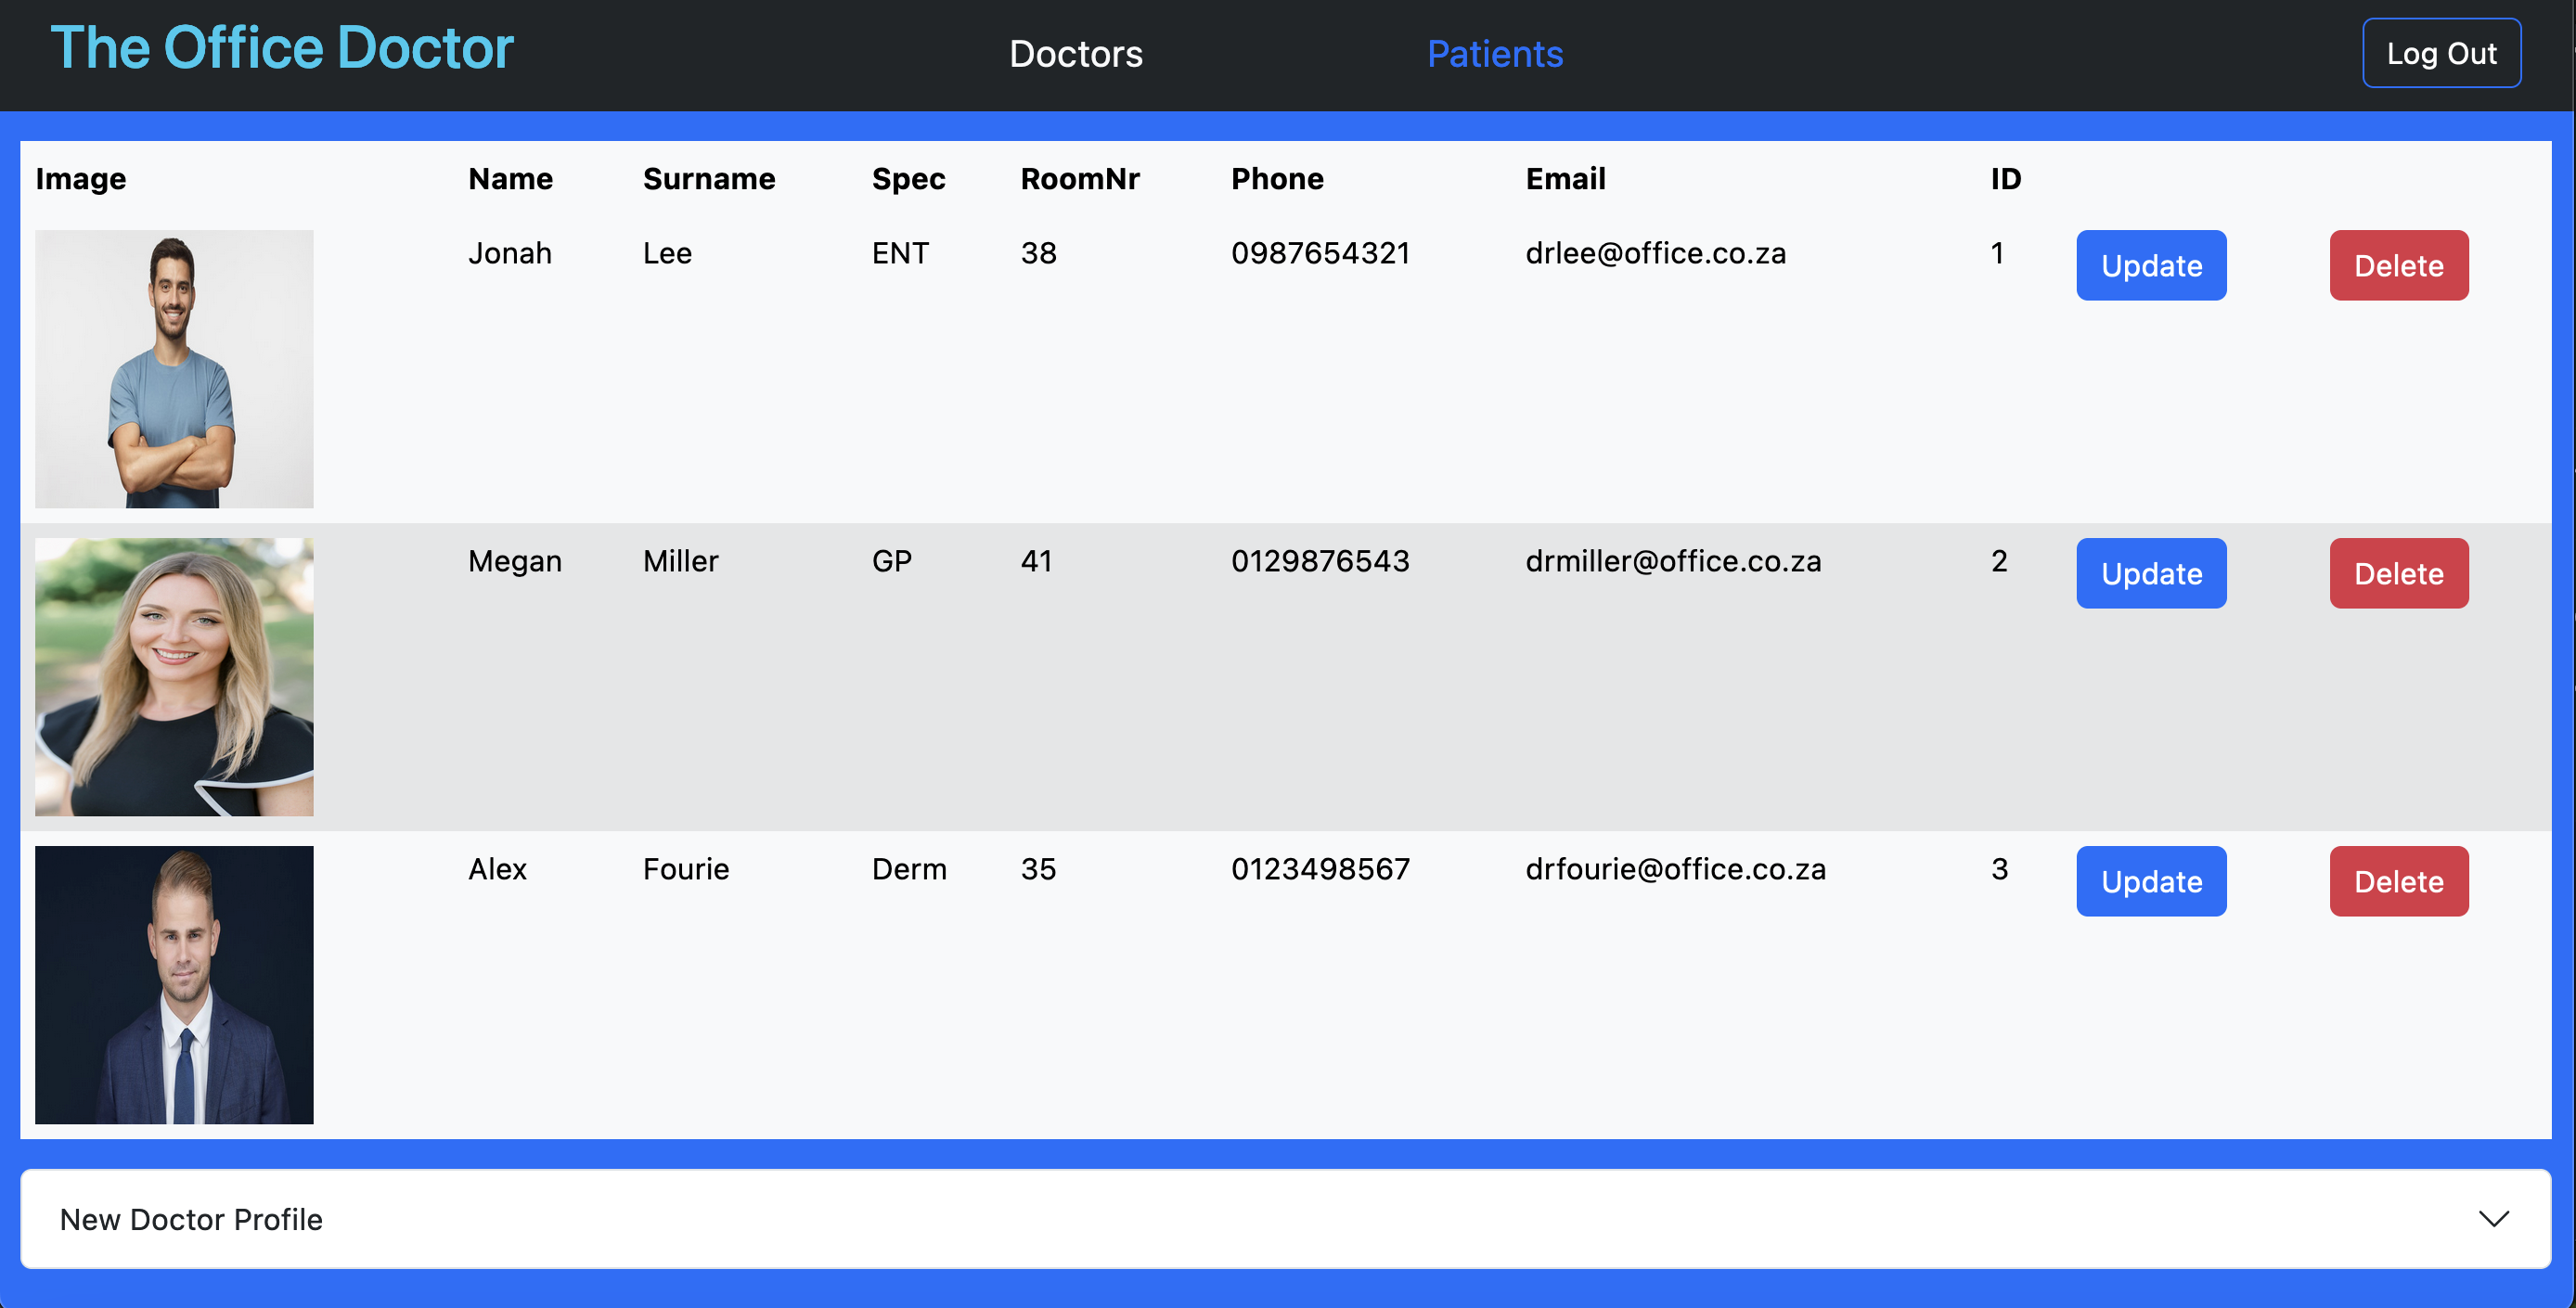 The Office Doctor Doctors Patients Log Out
Image Name Surname Spec RoomNr Phone Email ID
Jonah Lee ENT 38 0987654321 drlee@office.co.za 1 Update Delete
Megan Miller GP 41 0129876543 drmiller@office.co.za 2 Update Delete
Alex Fourie Derm 35 0123498567 drfourie@office.co.za 3 Update Delete
New Doctor Profile